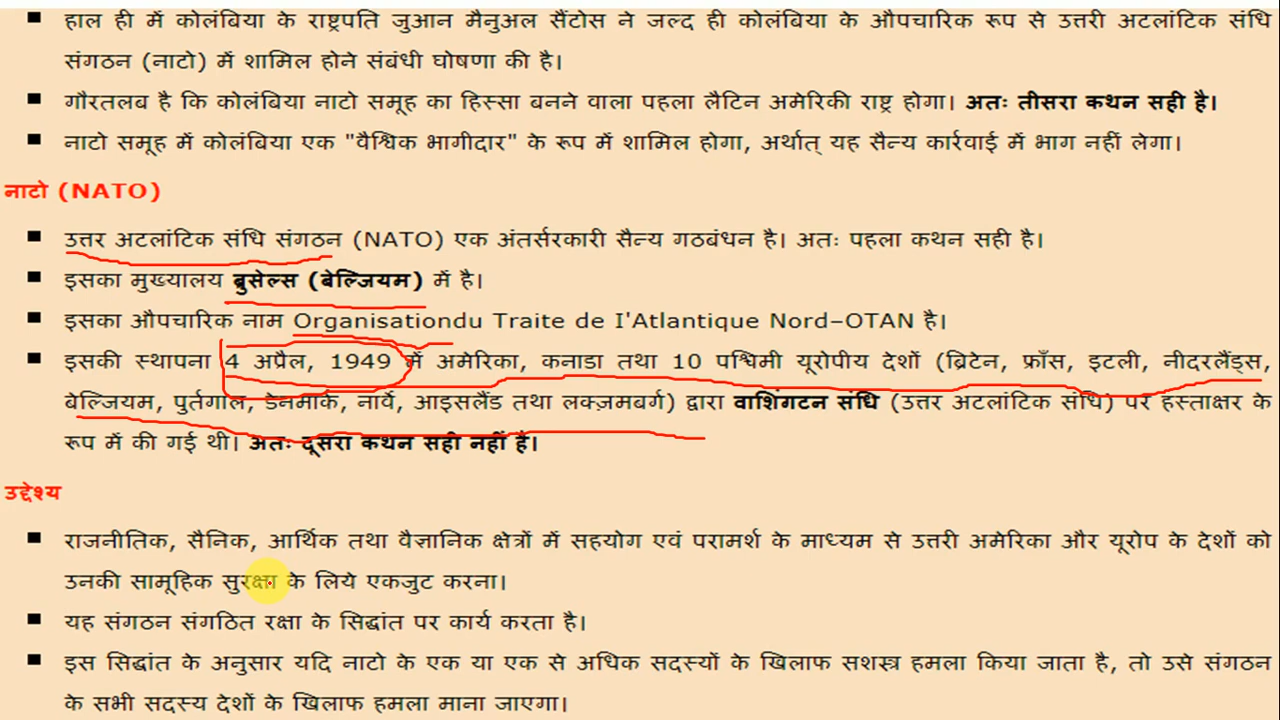 ▪ हाल ही में कोलंबिया के राष्ट्रपति जुआन मैनुअल सैंटोस ने जल्द ही कोलंबिया के औपचारिक रूप से उत्तरी अटलांटिक संधि
संगठन (नाटो) में शामिल होने संबंधी घोषणा की है।
▪ गौरतलब है कि कोलंबिया नाटो समूह का हिस्सा बनने वाला पहला लैटिन अमेरिकी राष्ट्र होगा। अतः तीसरा कथन सही है।
▪ नाटो समूह में कोलंबिया एक "वैश्विक भागीदार" के रूप में शामिल होगा, अर्थात् यह सैन्य कार्रवाई में भाग नहीं लेगा।
नाटो (NATO)
▪ उत्तर अटलांटिक संधि संगठन (NATO) एक अंतर्सरकारी सैन्य गठबंधन है। अतः पहला कथन सही है।
▪ इसका मुख्यालय ब्रुसेल्स (बेल्जियम) में है।
▪ इसका औपचारिक नाम Organisationdu Traite de I'Atlantique Nord–OTAN है।
▪ इसकी स्थापना 4 अप्रैल, 1949 में अमेरिका, कनाडा तथा 10 पश्चिमी यूरोपीय देशों (ब्रिटेन, फ्राँस, इटली, नीदरलैंड्स,
बेल्जियम, पुर्तगाल, डेनमार्क, नार्वे, आइसलैंड तथा लक्ज़मबर्ग) द्वारा वाशिंगटन संधि (उत्तर अटलांटिक संधि) पर हस्ताक्षर के
रूप में की गई थी। अतः दूसरा कथन सही नहीं है।
उद्देश्य
▪ राजनीतिक, सैनिक, आर्थिक तथा वैज्ञानिक क्षेत्रों में सहयोग एवं परामर्श के माध्यम से उत्तरी अमेरिका और यूरोप के देशों को
उनकी सामूहिक सुरक्षा के लिये एकजुट करना।
▪ यह संगठन संगठित रक्षा के सिद्धांत पर कार्य करता है।
▪ इस सिद्धांत के अनुसार यदि नाटो के एक या एक से अधिक सदस्यों के खिलाफ सशस्त्र हमला किया जाता है, तो उसे संगठन
के सभी सदस्य देशों के खिलाफ हमला माना जाएगा।